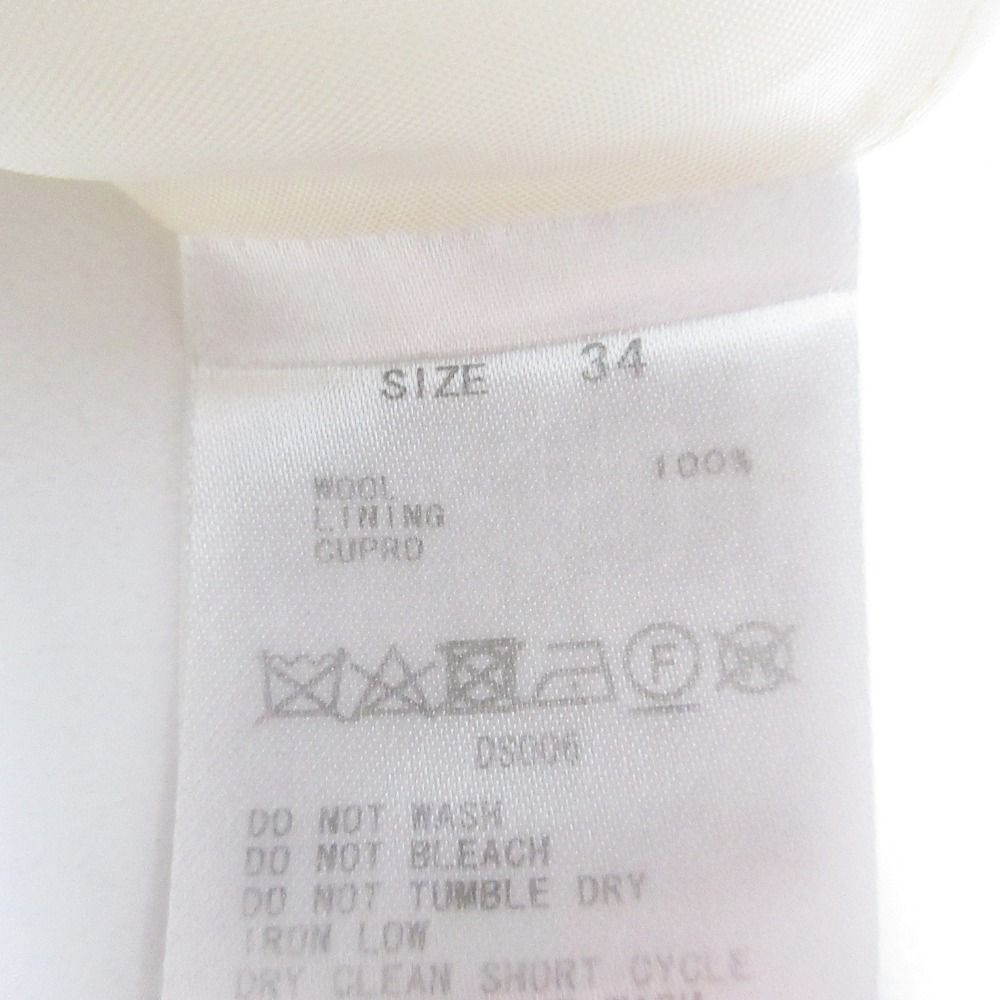 SIZE 34
WOOL 100%
LINING
CUPRO
F W
DS006
DO NOT WASH
DO NOT BLEACH
DO NOT TUMBLE DRY
IRON LOW
DRY CLEAN SHORT CYCLE